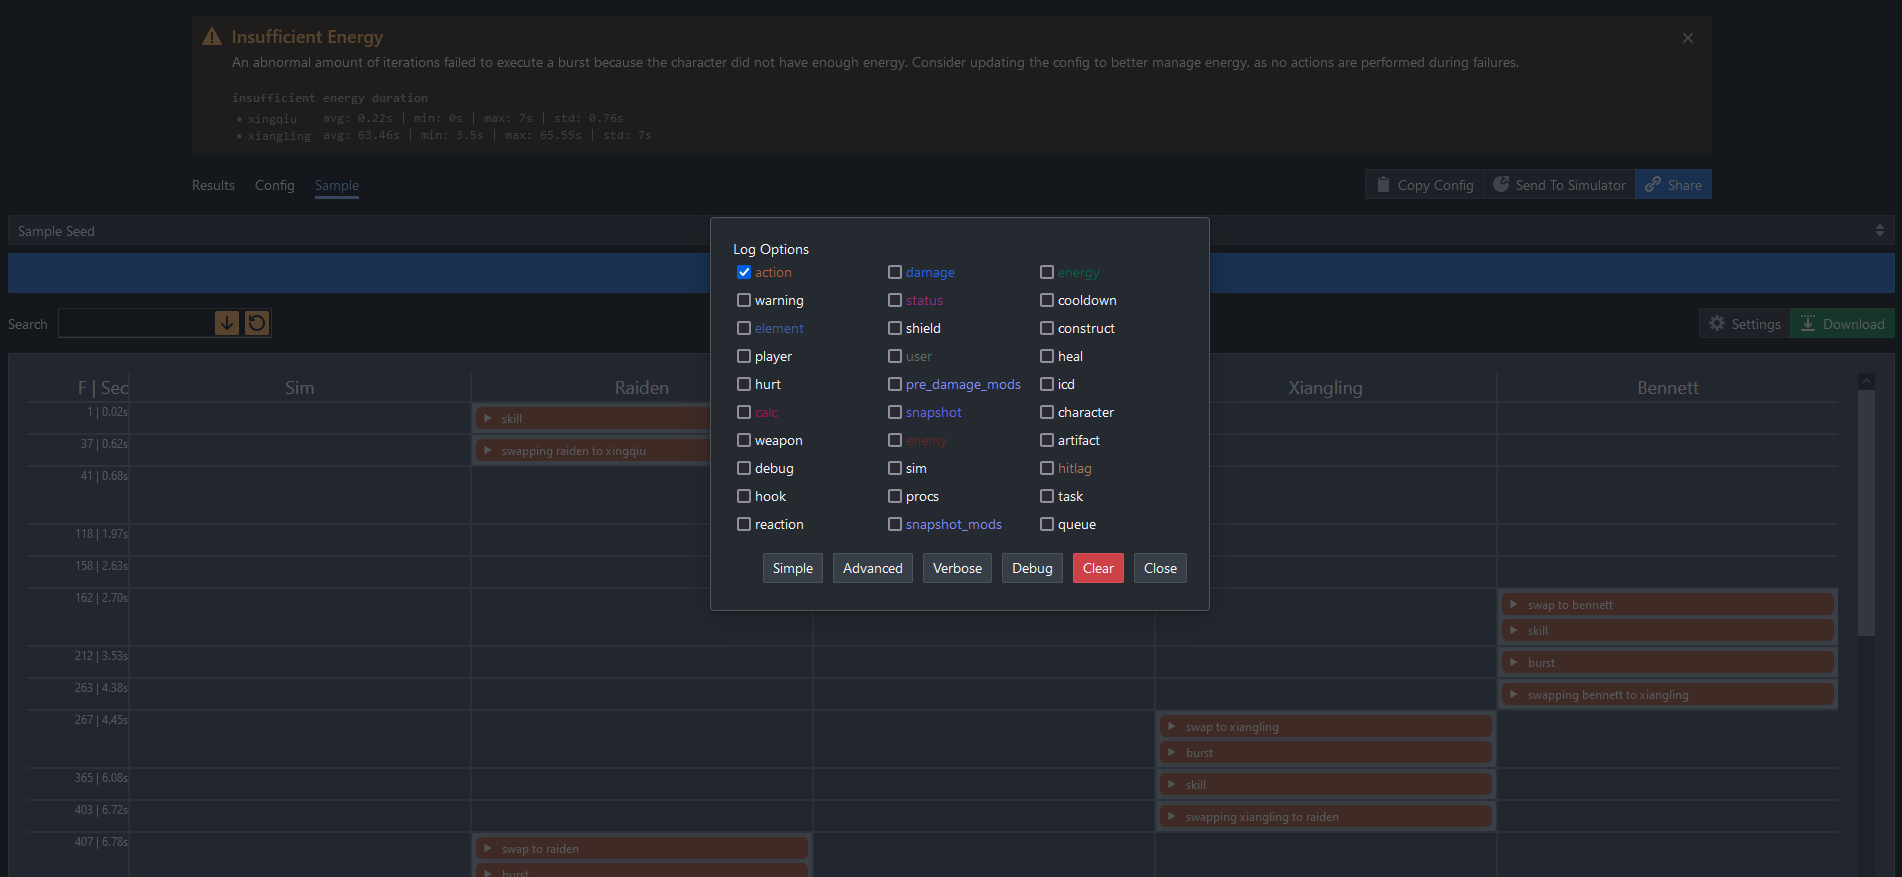 Insufficient Energy
An abnormal amount of iterations failed to execute a burst because the character did not have enough energy. Consider updating the config to better manage energy, as no actions are performed during failures.
insufficient energy duration
• xingqiu avg: 0.22s | min: 0s | max: 7s | std: 0.76s
• xiangling avg: 63.46s | min: 3.5s | max: 65.55s | std: 7s
Results Config Sample
Copy Config Send To Simulator Share
Sample Seed
Log Options
action damage energy
warning status cooldown
element shield construct
player user heal
hurt pre_damage_mods icd
calc snapshot character
weapon enemy artifact
debug sim hitlag
hook procs task
reaction snapshot_mods queue
Simple Advanced Verbose Debug Clear Close
Search
Settings Download
F | Sec Sim Raiden Xiangling Bennett
1 | 0.02s skill
37 | 0.62s swapping raiden to xingqiu
41 | 0.68s
118 | 1.97s
158 | 2.63s
162 | 2.70s swap to bennett
skill
212 | 3.53s burst
263 | 4.38s swapping bennett to xiangling
267 | 4.45s swap to xiangling
burst
365 | 6.08s skill
403 | 6.72s swapping xiangling to raiden
407 | 6.78s swap to raiden
burst